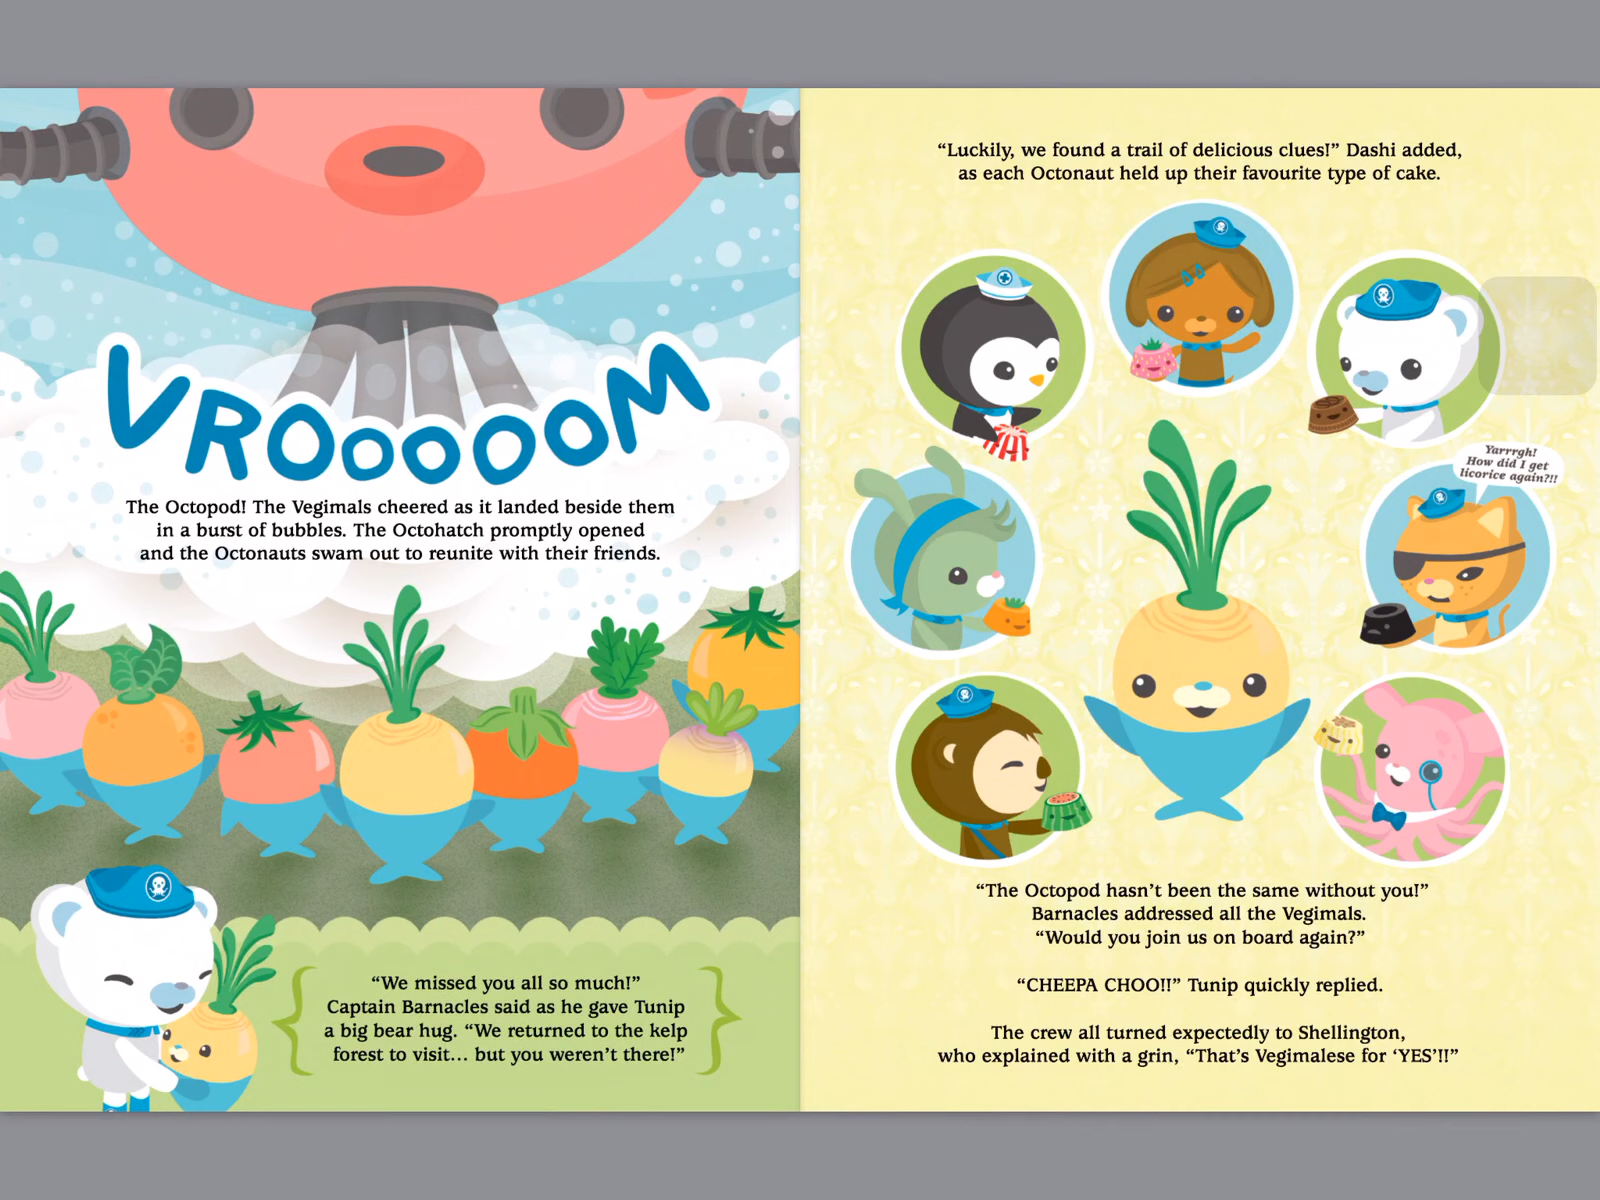 VROOOOOM
The Octopod! The Vegimals cheered as it landed beside them
in a burst of bubbles. The Octohatch promptly opened
and the Octonauts swam out to reunite with their friends.
“We missed you all so much!”
Captain Barnacles said as he gave Tunip
a big bear hug. “We returned to the kelp
forest to visit... but you weren’t there!”
“Luckily, we found a trail of delicious clues!” Dashi added,
as each Octonaut held up their favourite type of cake.
Yarrrgh!
How did I get
licorice again?!!
“The Octopod hasn’t been the same without you!”
Barnacles addressed all the Vegimals.
“Would you join us on board again?”
“CHEEPA CHOO!!” Tunip quickly replied.
The crew all turned expectedly to Shellington,
who explained with a grin, “That’s Vegimalese for ‘YES’!!”